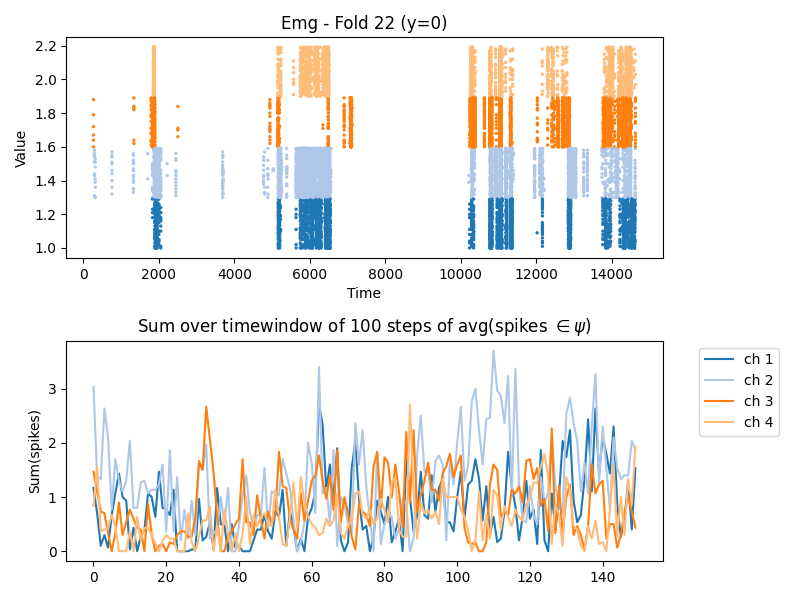 Emg - Fold 22 (y=0)
Value
2.2
2.0
1.8
1.6
1.4
1.2
1.0
0 2000 4000 6000 8000 10000 12000 14000
Time
Sum over timewindow of 100 steps of avg(spikes ∈ψ)
Sum(spikes)
3
2
1
0
0 20 40 60 80 100 120 140
ch 1
ch 2
ch 3
ch 4